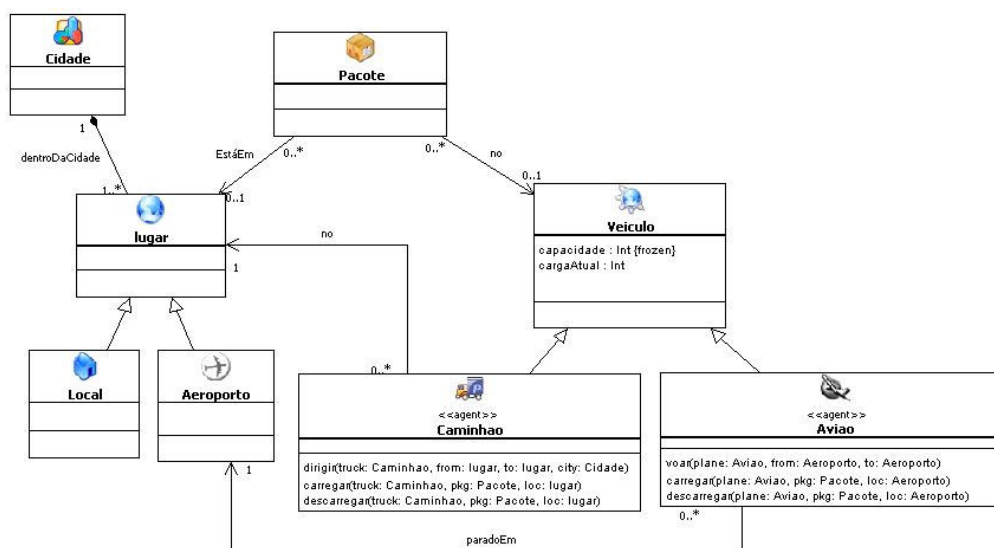 Cidade
Pacote
1
dentroDaCidade
1..*
EstáEm
0..*
0..1
0..*
no
0..1
lugar
no
1
Veiculo
capacidade : Int {frozen}
cargaAtual : Int
Local
Aeroporto
1
0..*
<<agent>>
Caminhao
dirigir(truck: Caminhao, from: lugar, to: lugar, city: Cidade)
carregar(truck: Caminhao, pkg: Pacote, loc: lugar)
descarregar(truck: Caminhao, pkg: Pacote, loc: lugar)
<<agent>>
Aviao
voar(plane: Aviao, from: Aeroporto, to: Aeroporto)
carregar(plane: Aviao, pkg: Pacote, loc: Aeroporto)
descarregar(plane: Aviao, pkg: Pacote, loc: Aeroporto)
0..*
paradoEm